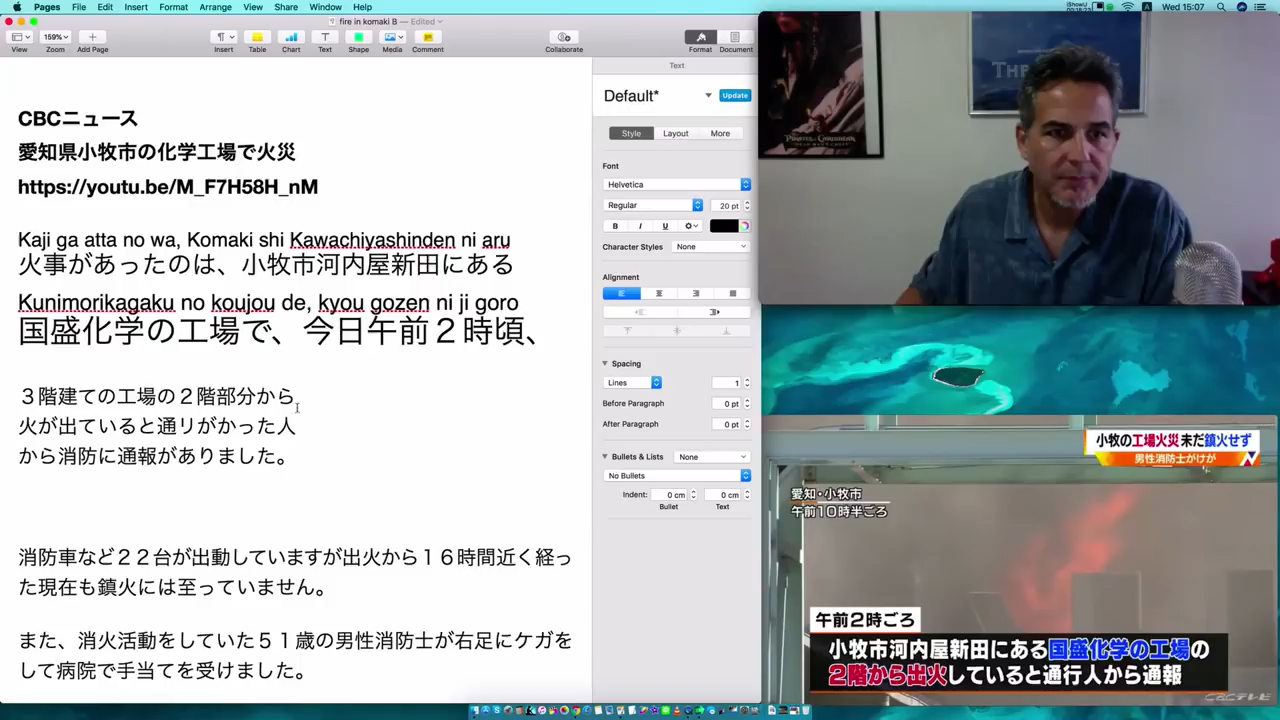 Pages File Edit Insert Format Arrange View Share Window Help
Wed 15:07
fire in komaki B — Edited
159%
View Zoom Add Page
Insert Table Chart Text Shape Media Comment
Collaborate
Format Document
CBCニュース
愛知県小牧市の化学工場で火災
https://youtu.be/M_F7H58H_nM
Kaji ga atta no wa, Komaki shi Kawachiyashinden ni aru
火事があったのは、小牧市河内屋新田にある
Kunimorikagaku no koujou de, kyou gozen ni ji goro
国盛化学の工場で、今日午前２時頃、
３階建ての工場の２階部分から
火が出ていると通リがかった人
から消防に通報がありました。
消防車など２２台が出動していますが出火から１６時間近く経っ
た現在も鎮火には至っていません。
また、消火活動をしていた５１歳の男性消防士が右足にケガを
して病院で手当てを受けました。
Text
Default*
Update
Style Layout More
Font
Helvetica
Regular 20 pt
B I U
Character Styles None
Alignment
Spacing
Lines 1
Before Paragraph 0 pt
After Paragraph 0 pt
Bullets & Lists None
No Bullets
Indent: 0 cm 0 cm
Bullet Text
PIRATES of the CARIBBEAN
小牧の工場火災 未だ鎮火せず
男性消防士がけが
愛知・小牧市
午前10時半ごろ
午前2時ごろ
小牧市河内屋新田にある国盛化学の工場の
2階から出火していると通行人から通報
CBCテレビ